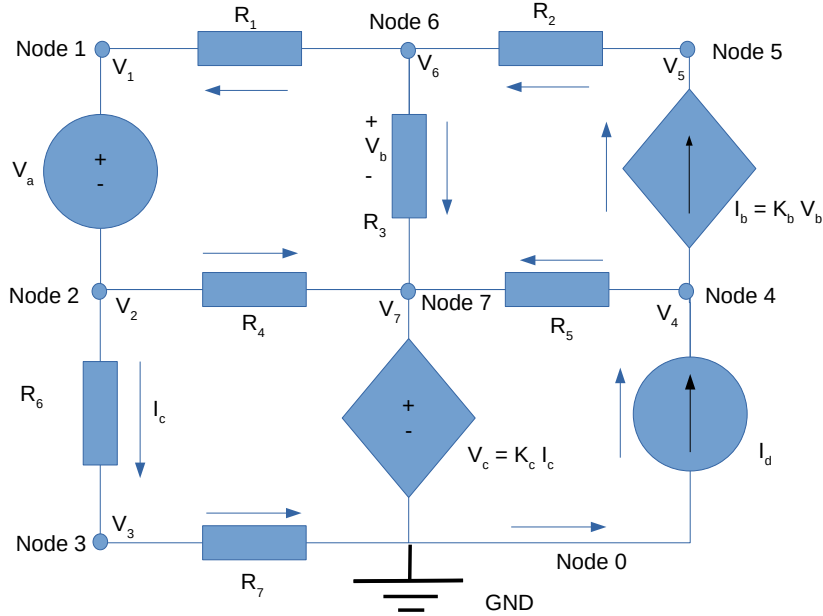 R1
Node 1
Node 6
R2
Node 5
V1
V6
V5
+
Vb
-
Va
+
-
Ib = Kb Vb
R3
Node 2
V2
R4
V7
Node 7
R5
V4
Node 4
R6
Ic
+
-
Vc = Kc Ic
Id
V3
Node 3
R7
Node 0
GND